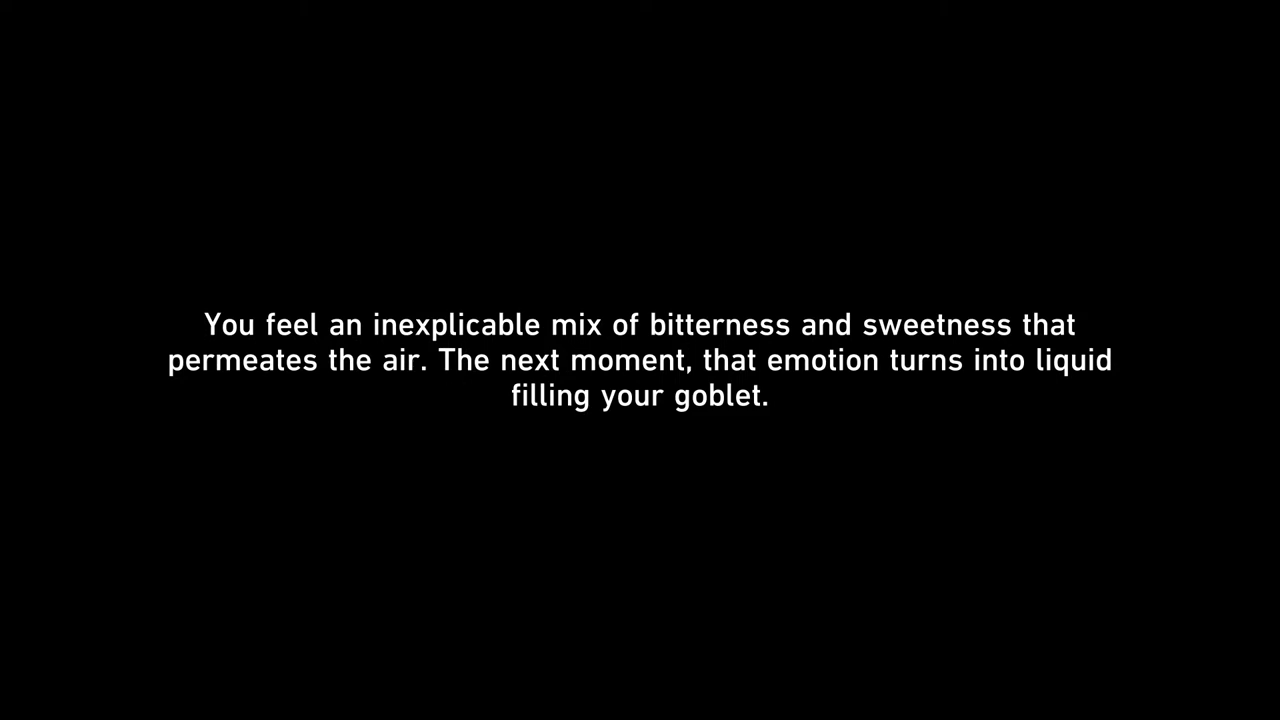 You feel an inexplicable mix of bitterness and sweetness that
permeates the air. The next moment, that emotion turns into liquid
filling your goblet.